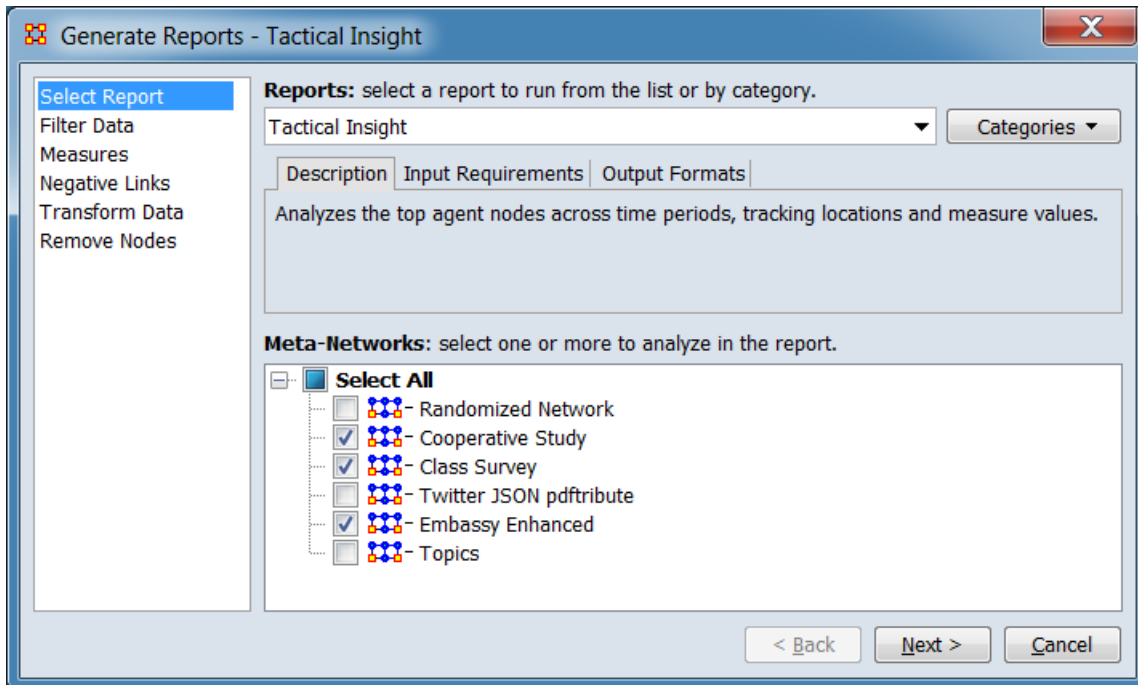 Generate Reports - Tactical Insight
X
Select Report
Filter Data
Measures
Negative Links
Transform Data
Remove Nodes
Reports: select a report to run from the list or by category.
Tactical Insight
Categories
Description Input Requirements Output Formats
Analyzes the top agent nodes across time periods, tracking locations and measure values.
Meta-Networks: select one or more to analyze in the report.
Select All
- Randomized Network
- Cooperative Study
- Class Survey
- Twitter JSON pdftribute
- Embassy Enhanced
- Topics
< Back Next > Cancel